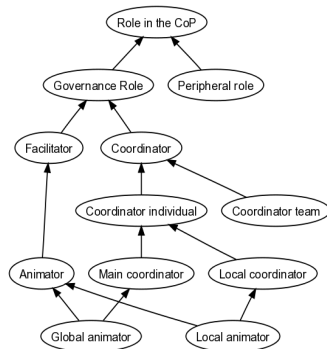 Role in the CoP
Governance Role
Peripheral role
Facilitator
Coordinator
Coordinator individual
Coordinator team
Animator
Main coordinator
Local coordinator
Global animator
Local animator